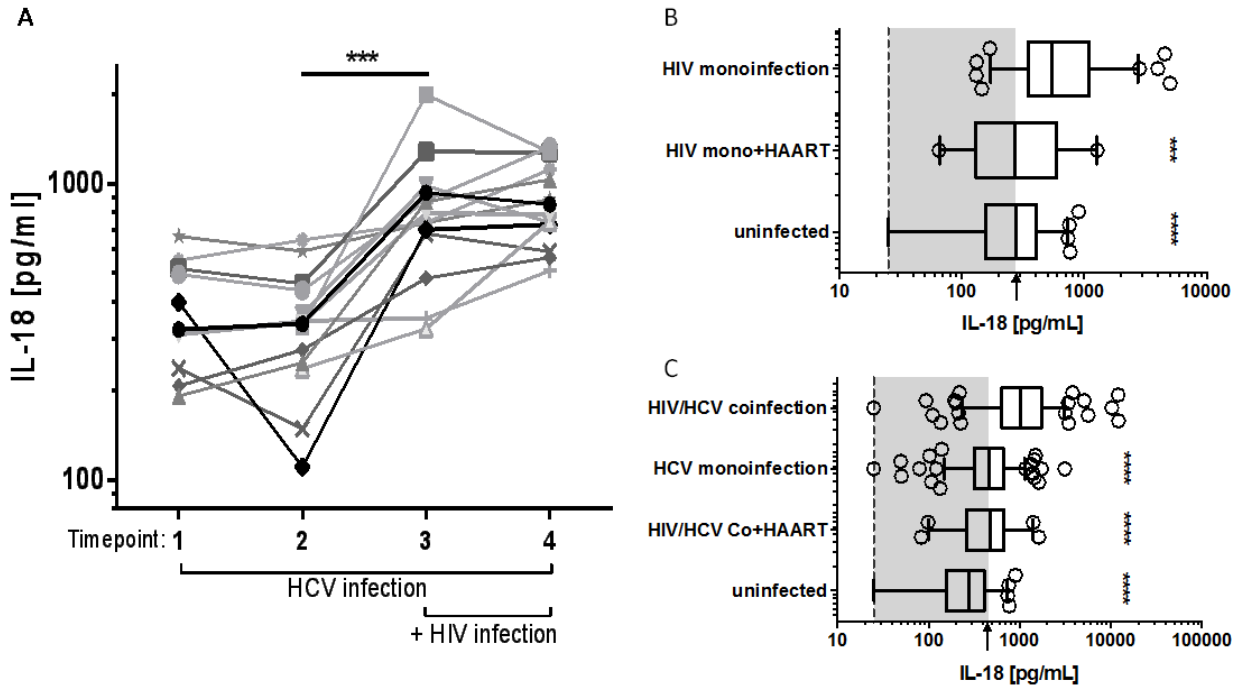 A
***
IL-18 [pg/ml]
1000
100
Timepoint: 1 2 3 4
HCV infection
+ HIV infection
B
HIV monoinfection
HIV mono+HAART
***
uninfected
****
10 100 1000 10000
IL-18 [pg/mL]
C
HIV/HCV coinfection
HCV monoinfection
****
HIV/HCV Co+HAART
****
uninfected
****
10 100 1000 10000 100000
IL-18 [pg/mL]